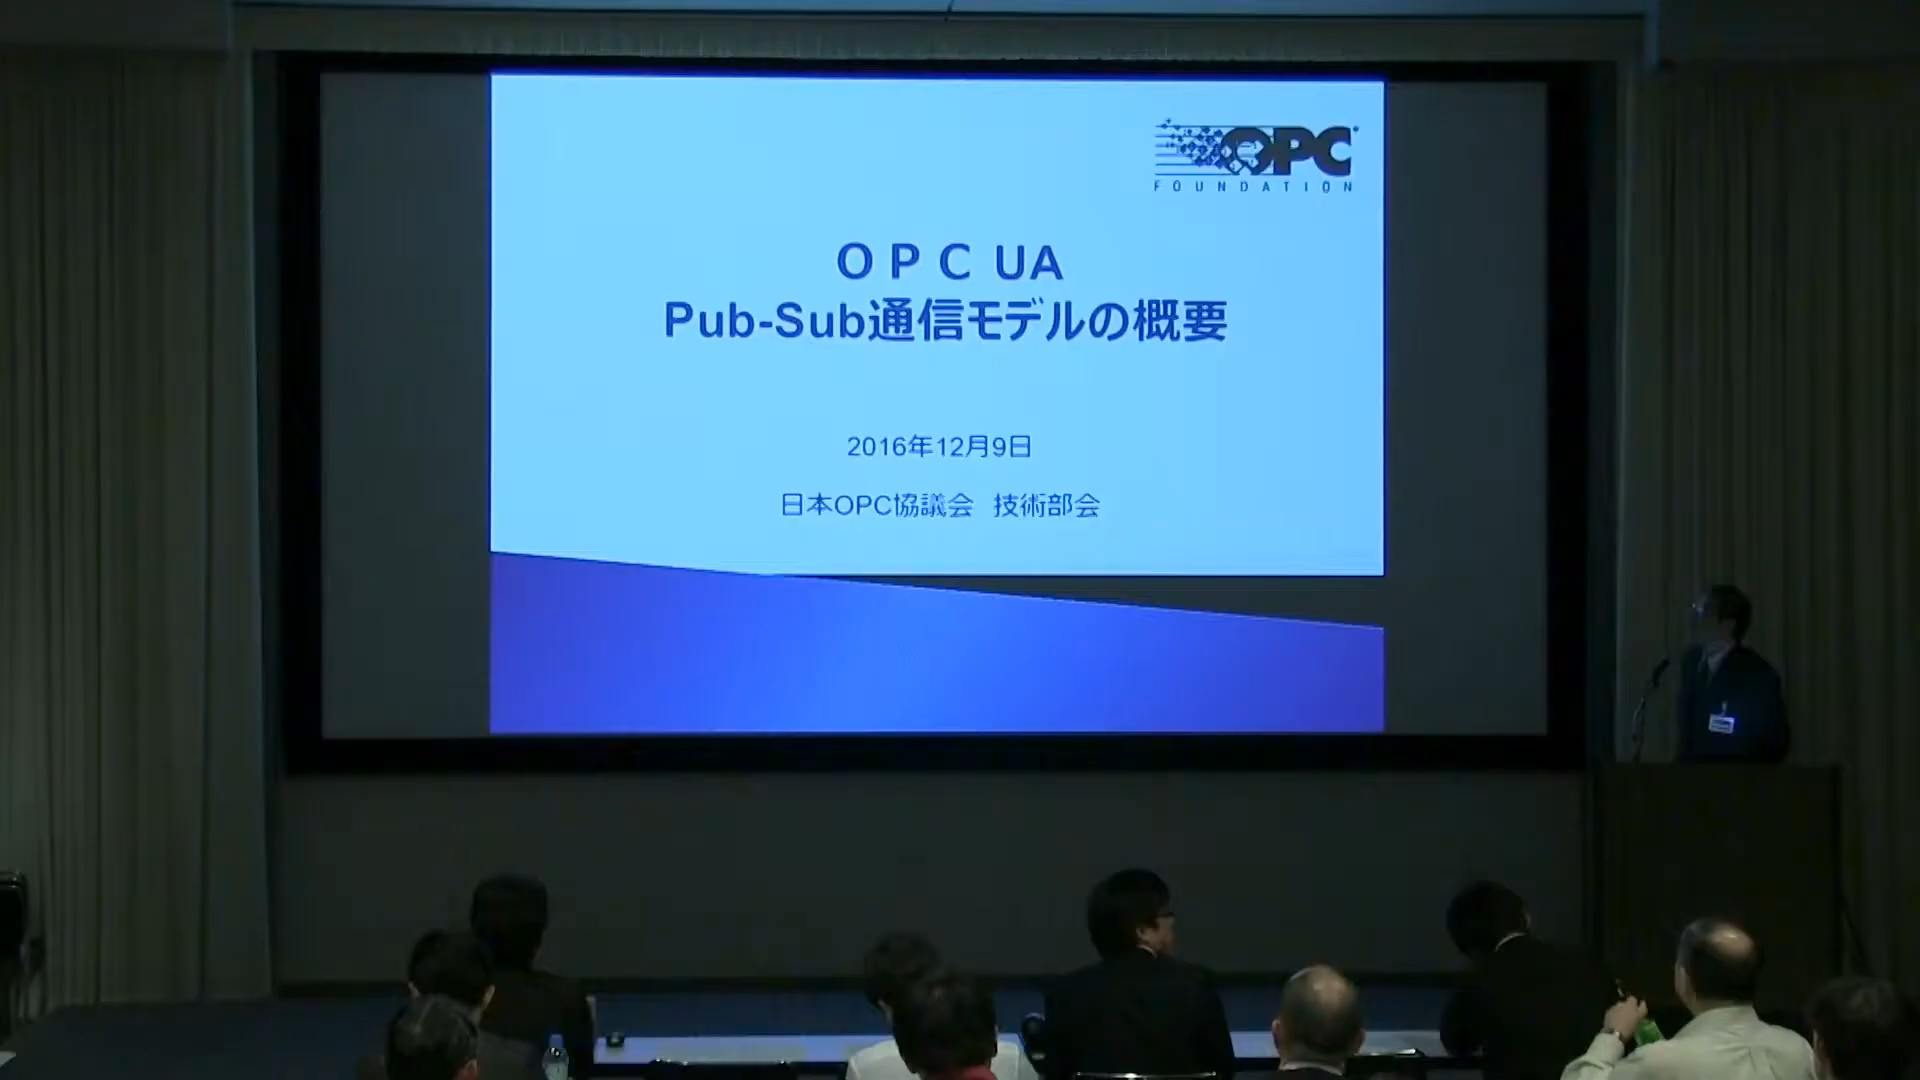 OPC
FOUNDATION
ＯＰＣ UA
Pub-Sub通信モデルの概要
2016年12月9日
日本OPC協議会　技術部会